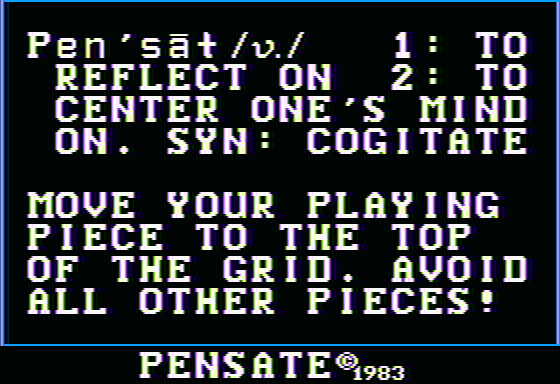 Pen´sāt /v./ 1: TO
REFLECT ON 2: TO
CENTER ONE'S MIND
ON. SYN: COGITATE
MOVE YOUR PLAYING
PIECE TO THE TOP
OF THE GRID. AVOID
ALL OTHER PIECES!
PENSATE©1983